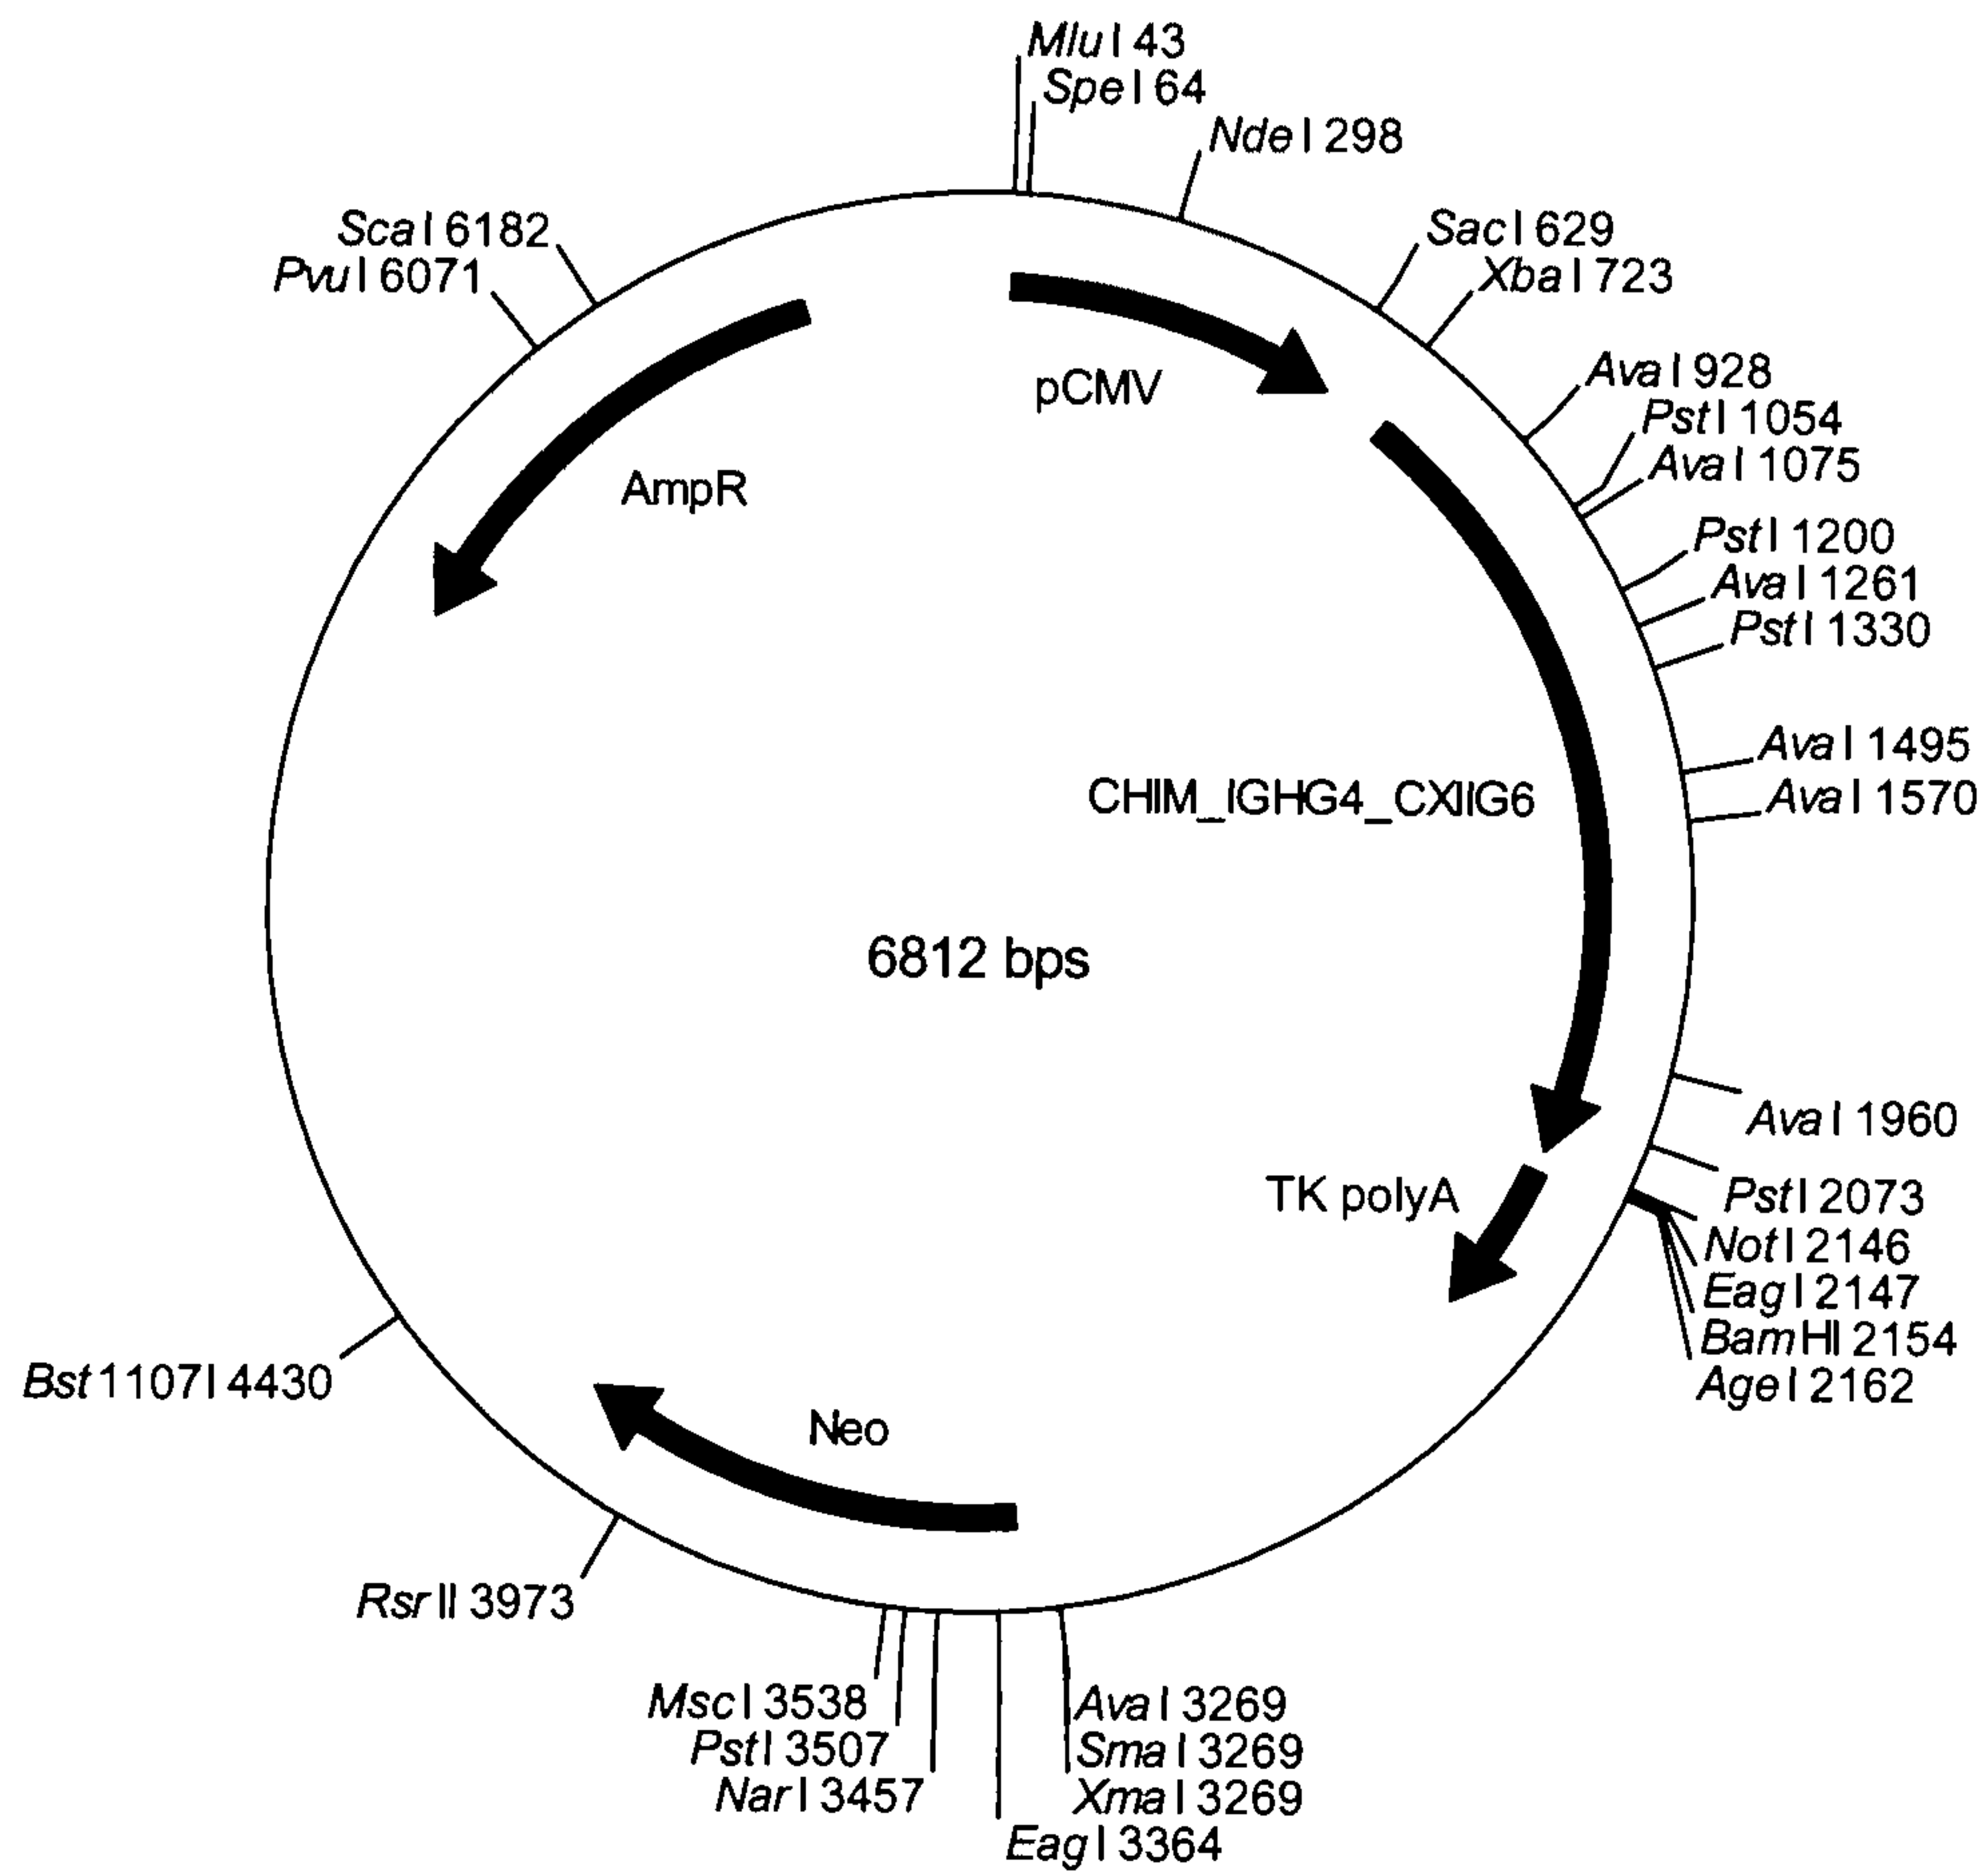 MluI 43
SpeI 64
NdeI 298
SacI 629
XbaI 723
AvaI 928
PstI 1054
AvaI 1075
PstI 1200
AvaI 1261
PstI 1330
AvaI 1495
AvaI 1570
AvaI 1960
PstI 2073
NotI 2146
EagI 2147
BamHI 2154
AgeI 2162
AvaI 3269
SmaI 3269
XmaI 3269
EagI 3364
NarI 3457
PstI 3507
MscI 3538
RsrII 3973
Bst1107I 4430
PvuI 6071
ScaI 6182
pCMV
CHIM_IGHG4_CXIIG6
TK polyA
Neo
AmpR
6812 bps